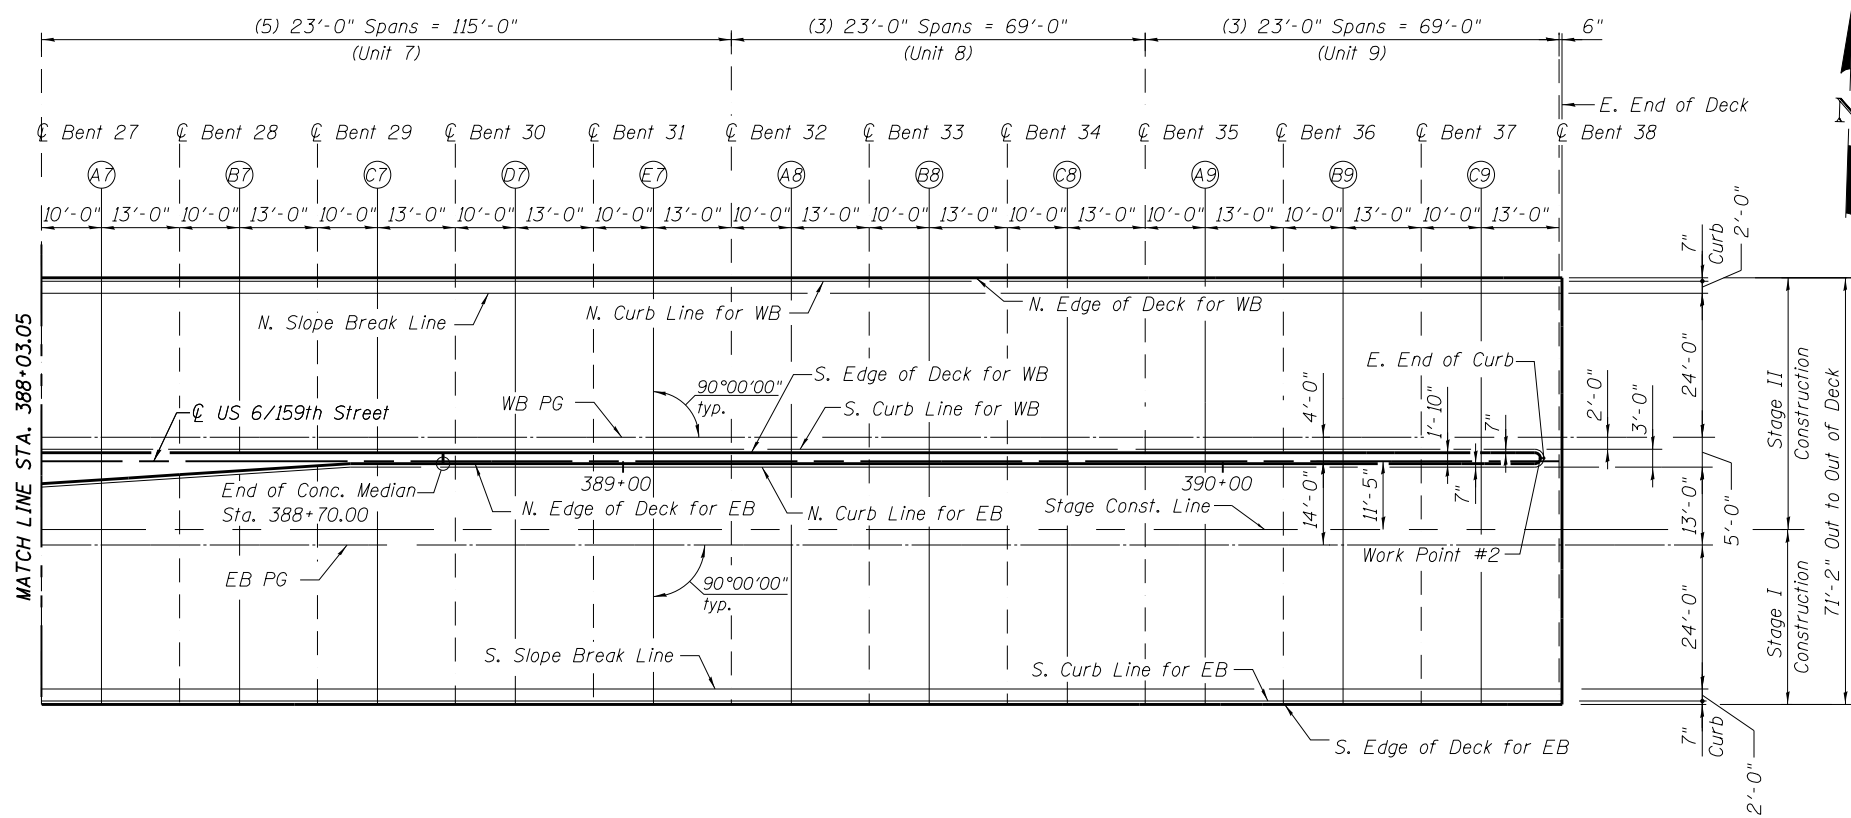 (5) 23'-0" Spans = 115'-0"
(Unit 7)
(3) 23'-0" Spans = 69'-0"
(Unit 8)
(3) 23'-0" Spans = 69'-0"
(Unit 9)
6"
E. End of Deck
N
℄ Bent 27
℄ Bent 28
℄ Bent 29
℄ Bent 30
℄ Bent 31
℄ Bent 32
℄ Bent 33
℄ Bent 34
℄ Bent 35
℄ Bent 36
℄ Bent 37
℄ Bent 38
A7
B7
C7
D7
E7
A8
B8
C8
A9
B9
C9
10'-0" 13'-0" 10'-0" 13'-0" 10'-0" 13'-0" 10'-0" 13'-0" 10'-0" 13'-0" 10'-0" 13'-0" 10'-0" 13'-0" 10'-0" 13'-0" 10'-0" 13'-0" 10'-0" 13'-0" 10'-0" 13'-0"
7"
Curb
2'-0"
N. Slope Break Line
N. Curb Line for WB
N. Edge of Deck for WB
MATCH LINE STA. 388+03.05
℄ US 6/159th Street
WB PG
90°00'00"
typ.
S. Edge of Deck for WB
S. Curb Line for WB
E. End of Curb
4'-0"
1'-10"
7"
2'-0"
3'-0"
24'-0"
Stage II
Construction
71'-2" Out to Out of Deck
End of Conc. Median
Sta. 388+70.00
389+00
N. Edge of Deck for EB
N. Curb Line for EB
Stage Const. Line
390+00
14'-0"
11'-5"
7"
Work Point #2
13'-0"
5'-0"
EB PG
90°00'00"
typ.
24'-0"
Stage I
Construction
S. Slope Break Line
S. Curb Line for EB
S. Edge of Deck for EB
7"
Curb
2'-0"